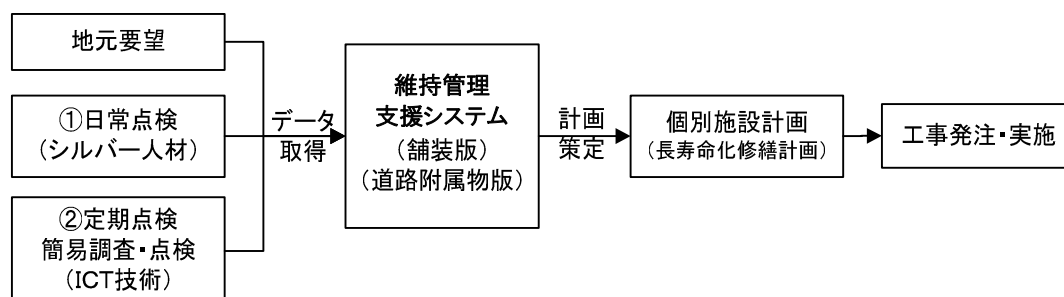 地元要望
①日常点検
(シルバー人材)
②定期点検
簡易調査・点検
(ICT技術)
データ
取得
維持管理
支援システム
(舗装版)
(道路附属物版)
計画
策定
個別施設計画
(長寿命化修繕計画)
工事発注・実施